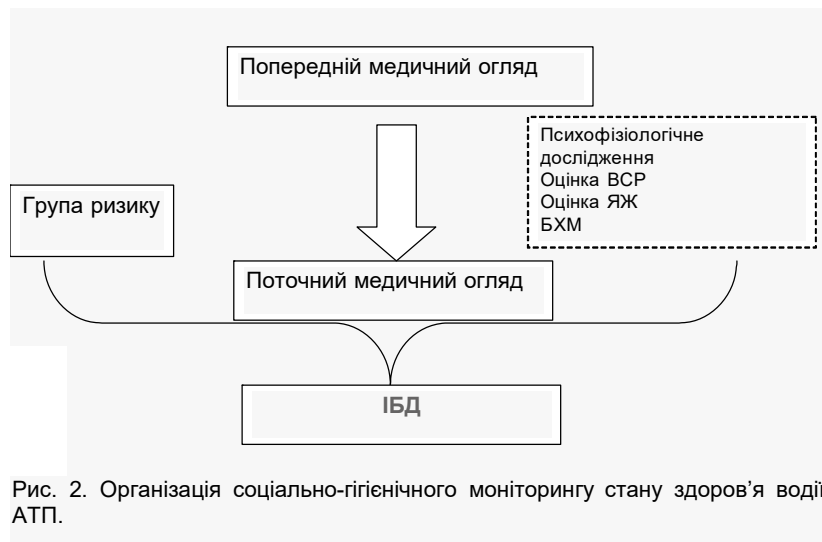 Попередній медичний огляд
Психофізіологічне
дослідження
Оцінка ВСР
Оцінка ЯЖ
БХМ
Група ризику
Поточний медичний огляд
ІБД
Рис. 2. Організація соціально-гігієнічного моніторингу стану здоров’я водії
АТП.